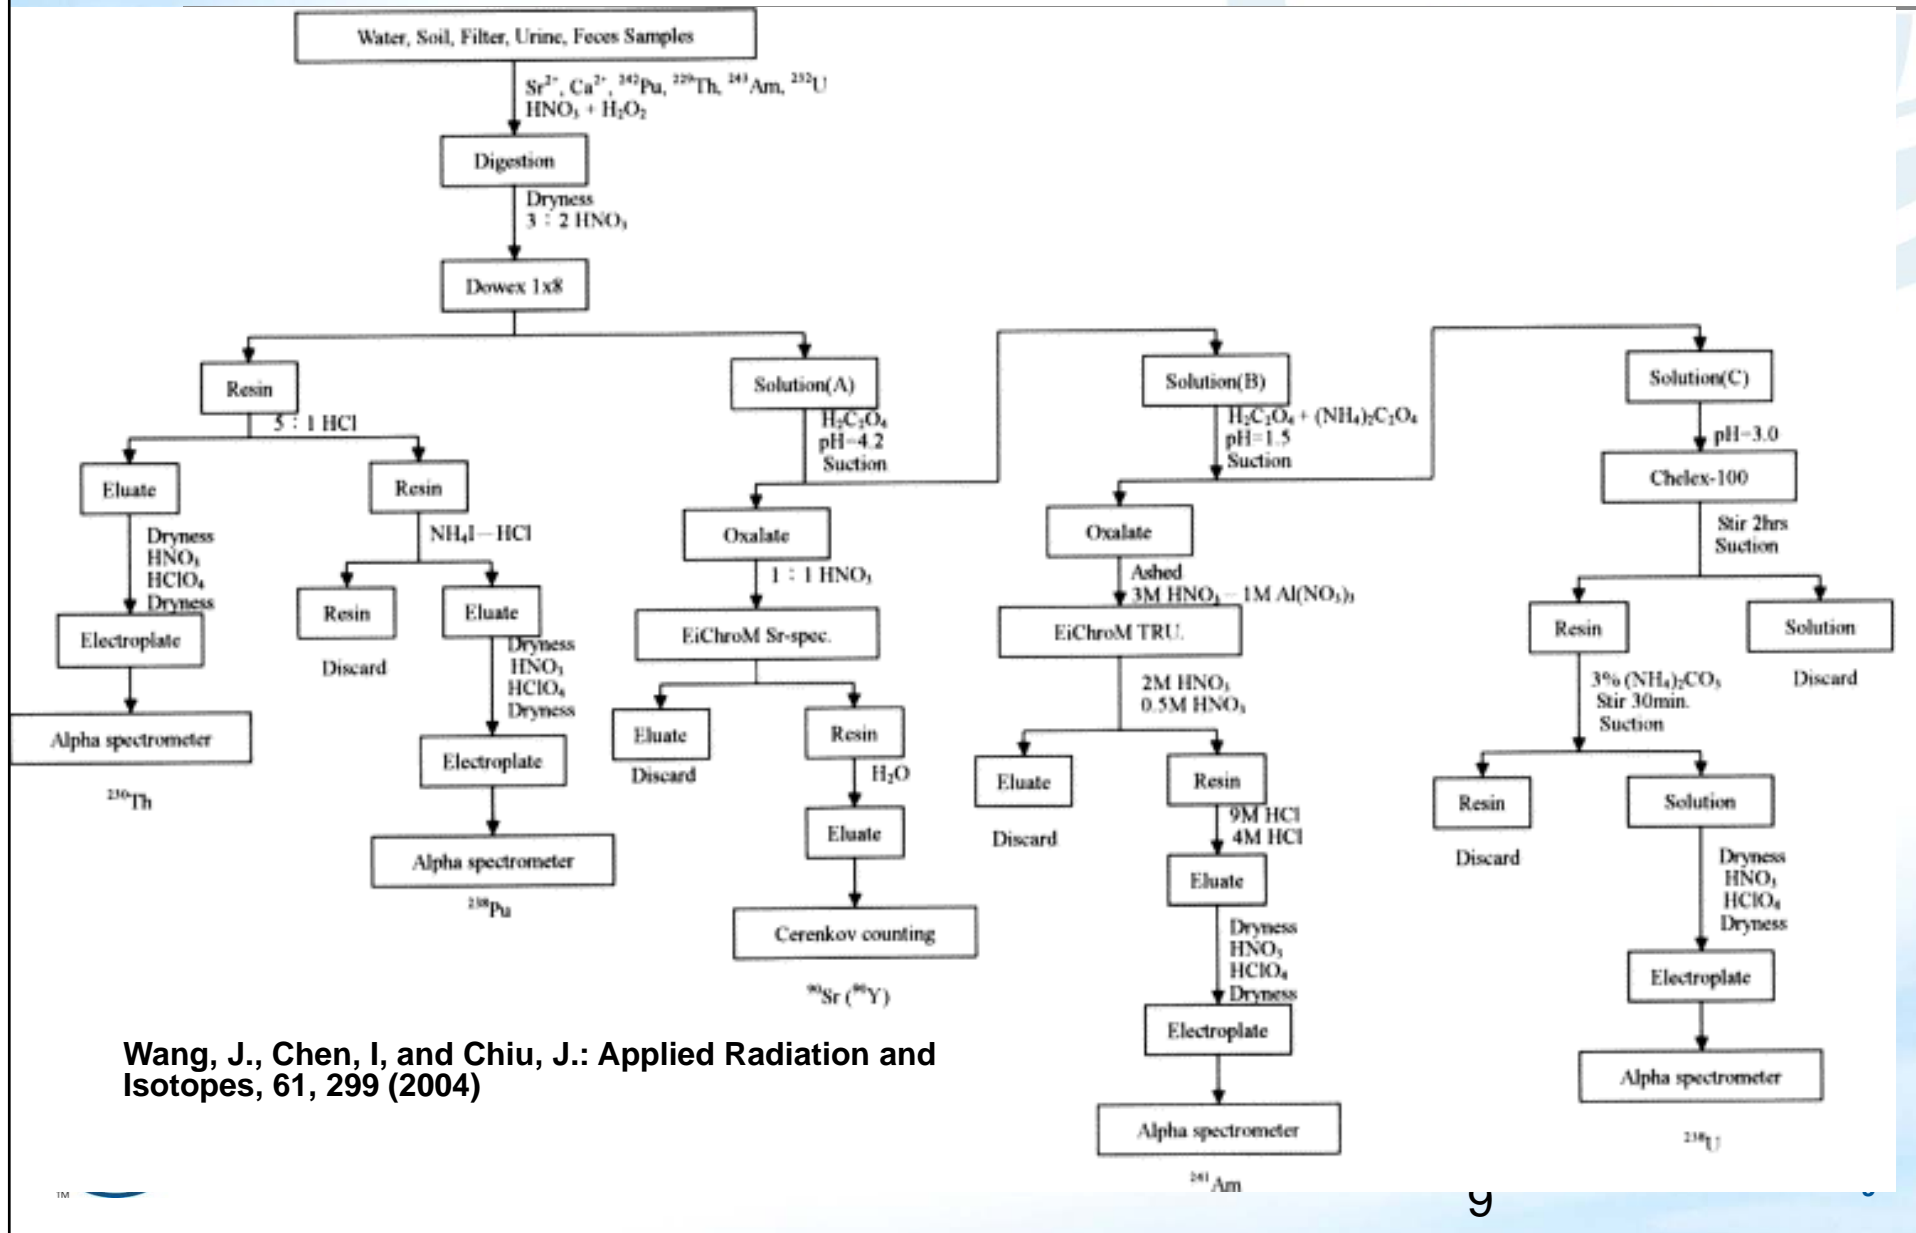 Water, Soil, Filter, Urine, Feces Samples
Sr²⁺, Ca²⁺, ²⁴²Pu, ²²⁹Th, ²⁴³Am, ²³²U
HNO₃ + H₂O₂
Digestion
Dryness
3 : 2 HNO₃
Dowex 1x8
Resin
5 : 1 HCl
Eluate
Dryness
HNO₃
HClO₄
Dryness
Electroplate
Alpha spectrometer
²³⁰Th
Resin
NH₄I–HCl
Resin
Discard
Eluate
Dryness
HNO₃
HClO₄
Dryness
Electroplate
Alpha spectrometer
²³⁸Pu
Solution(A)
H₂C₂O₄
pH=4.2
Suction
Oxalate
1 : 1 HNO₃
EiChroM Sr-spec.
Eluate
Discard
Resin
H₂O
Eluate
Cerenkov counting
⁹⁰Sr (⁹⁰Y)
Solution(B)
H₂C₂O₄ + (NH₄)₂C₂O₄
pH=1.5
Suction
Oxalate
Ashed
3M HNO₃ – 1M Al(NO₃)₃
EiChroM TRU.
2M HNO₃
0.5M HNO₃
Eluate
Discard
Resin
9M HCl
4M HCl
Eluate
Dryness
HNO₃
HClO₄
Dryness
Electroplate
Alpha spectrometer
²⁴¹Am
Solution(C)
pH=3.0
Chelex-100
Stir 2hrs
Suction
Resin
Solution
Discard
3% (NH₄)₂CO₃
Stir 30min.
Suction
Resin
Discard
Solution
Dryness
HNO₃
HClO₄
Dryness
Electroplate
Alpha spectrometer
²³⁸U
Wang, J., Chen, I, and Chiu, J.: Applied Radiation and
Isotopes, 61, 299 (2004)
TM
9